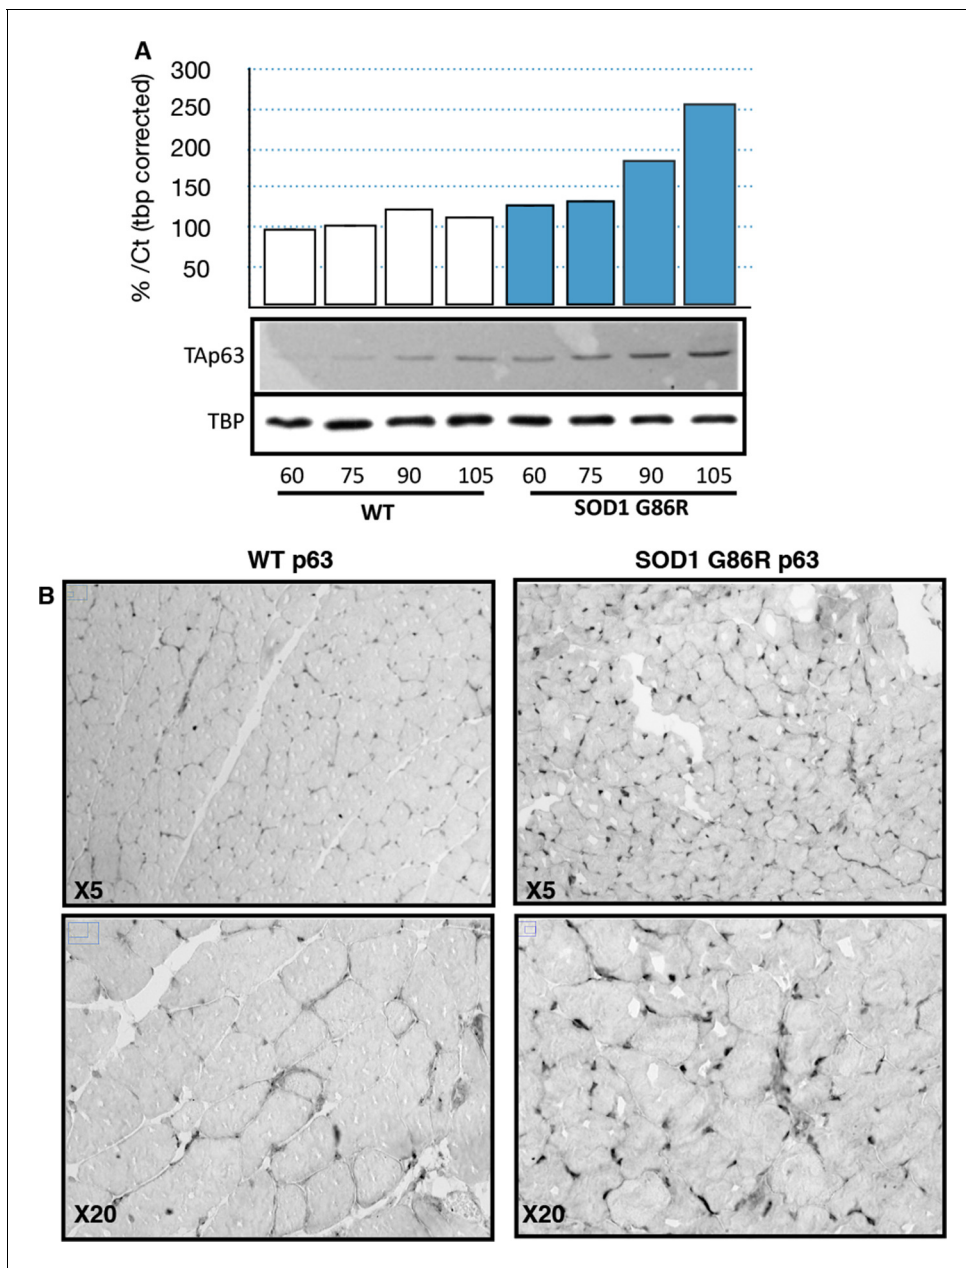 A
% /Ct (tbp corrected)
300
250
200
150
100
50
TAp63
TBP
60 75 90 105 60 75 90 105
WT SOD1 G86R
WT p63 SOD1 G86R p63
B
X5 X5
X20 X20